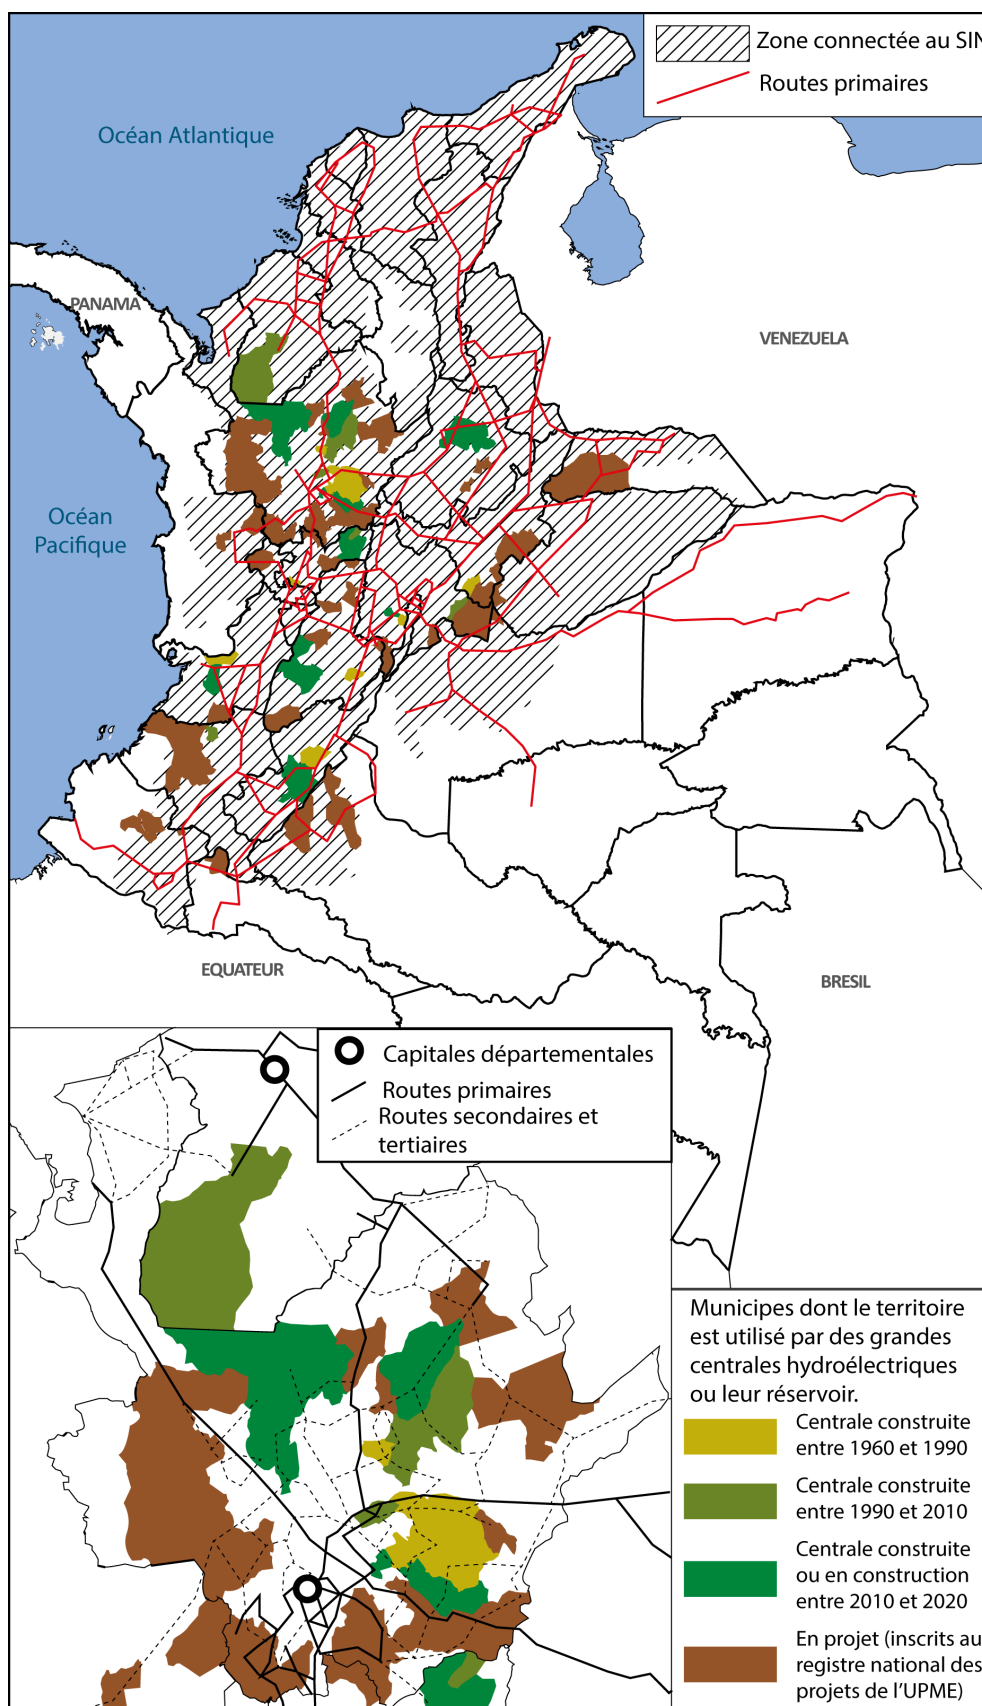 Zone connectée au SIN
Routes primaires
Océan Atlantique
PANAMA
VENEZUELA
Océan
Pacifique
EQUATEUR
BRESIL
Capitales départementales
Routes primaires
Routes secondaires et
tertiaires
Municipes dont le territoire
est utilisé par des grandes
centrales hydroélectriques
ou leur réservoir.
Centrale construite
entre 1960 et 1990
Centrale construite
entre 1990 et 2010
Centrale construite
ou en construction
entre 2010 et 2020
En projet (inscrits au
registre national des
projets de l'UPME)